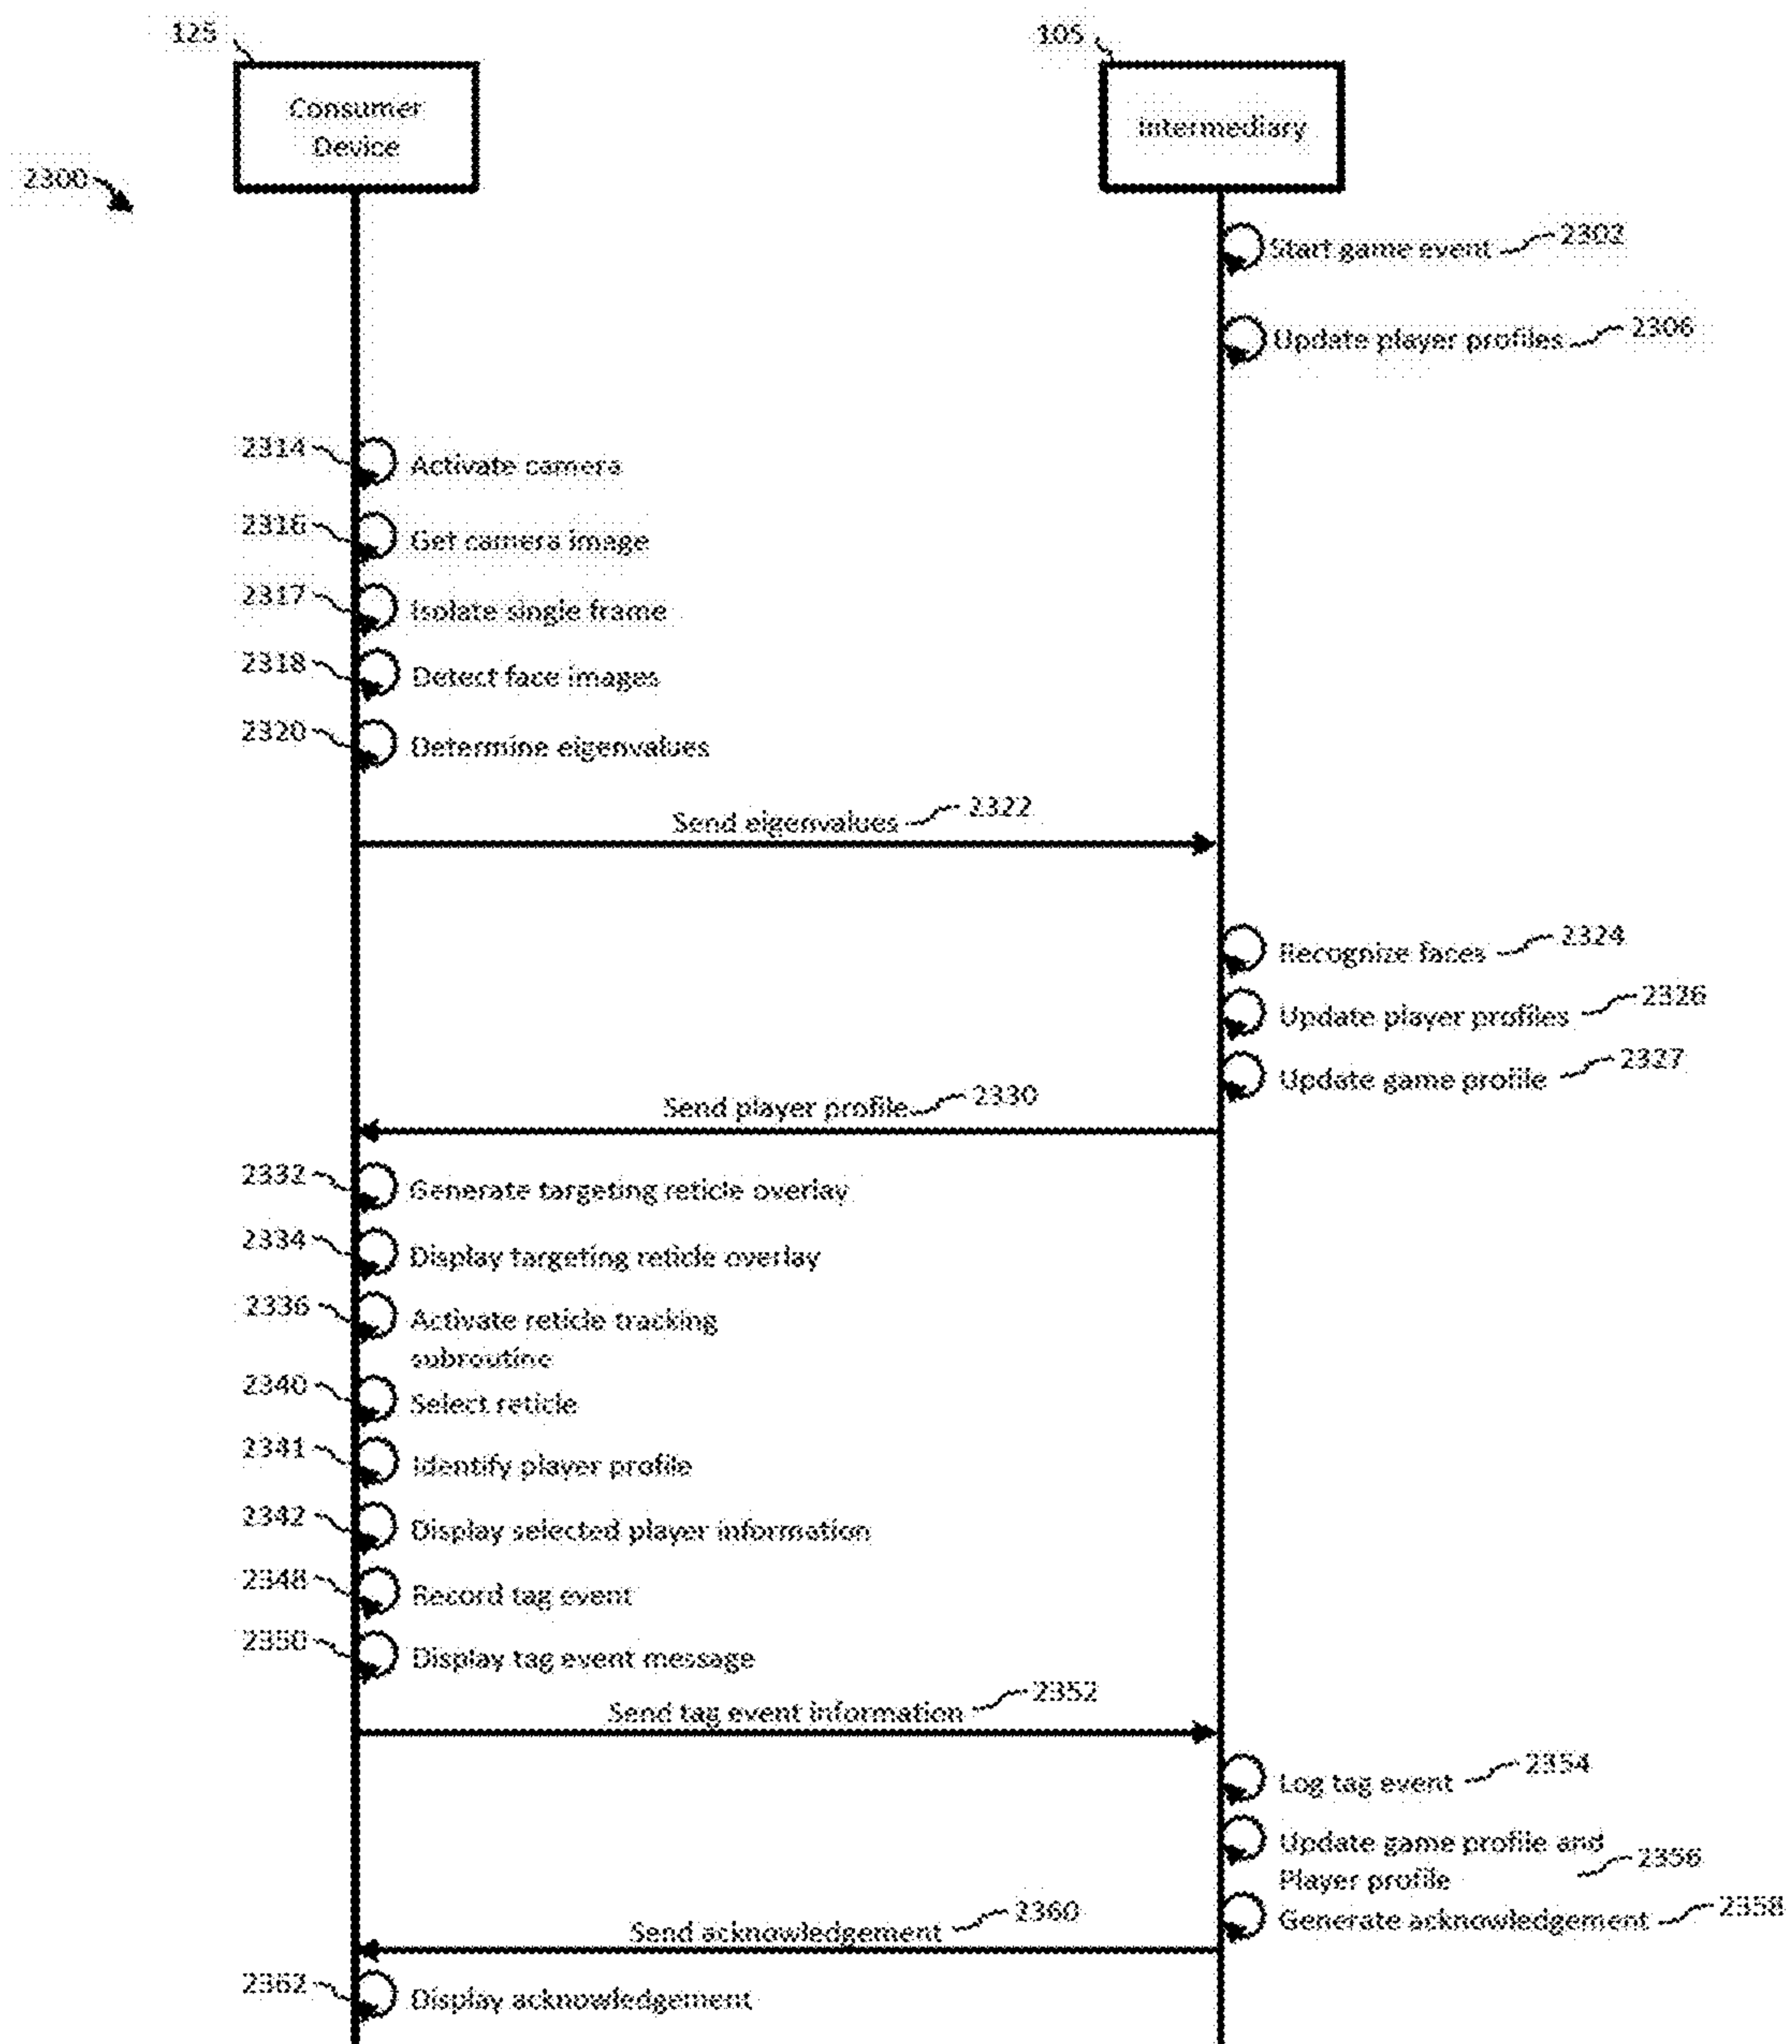 125
105
Consumer
Device
Intermediary
2300
Start game event 2302
Update player profiles 2306
2314 Activate camera
2316 Get camera image
2317 Isolate single frame
2318 Detect face images
2320 Determine eigenvalues
Send eigenvalues 2322
Recognize faces 2324
Update player profiles 2326
Update game profile 2327
Send player profile 2330
2332 Generate targeting reticle overlay
2334 Display targeting reticle overlay
2336 Activate reticle tracking
subroutine
2340 Select reticle
2341 Identify player profile
2342 Display selected player information
2348 Record tag event
2350 Display tag event message
Send tag event information 2352
Log tag event 2354
Update game profile and
Player profile 2356
Generate acknowledgement 2358
Send acknowledgement 2360
2362 Display acknowledgement